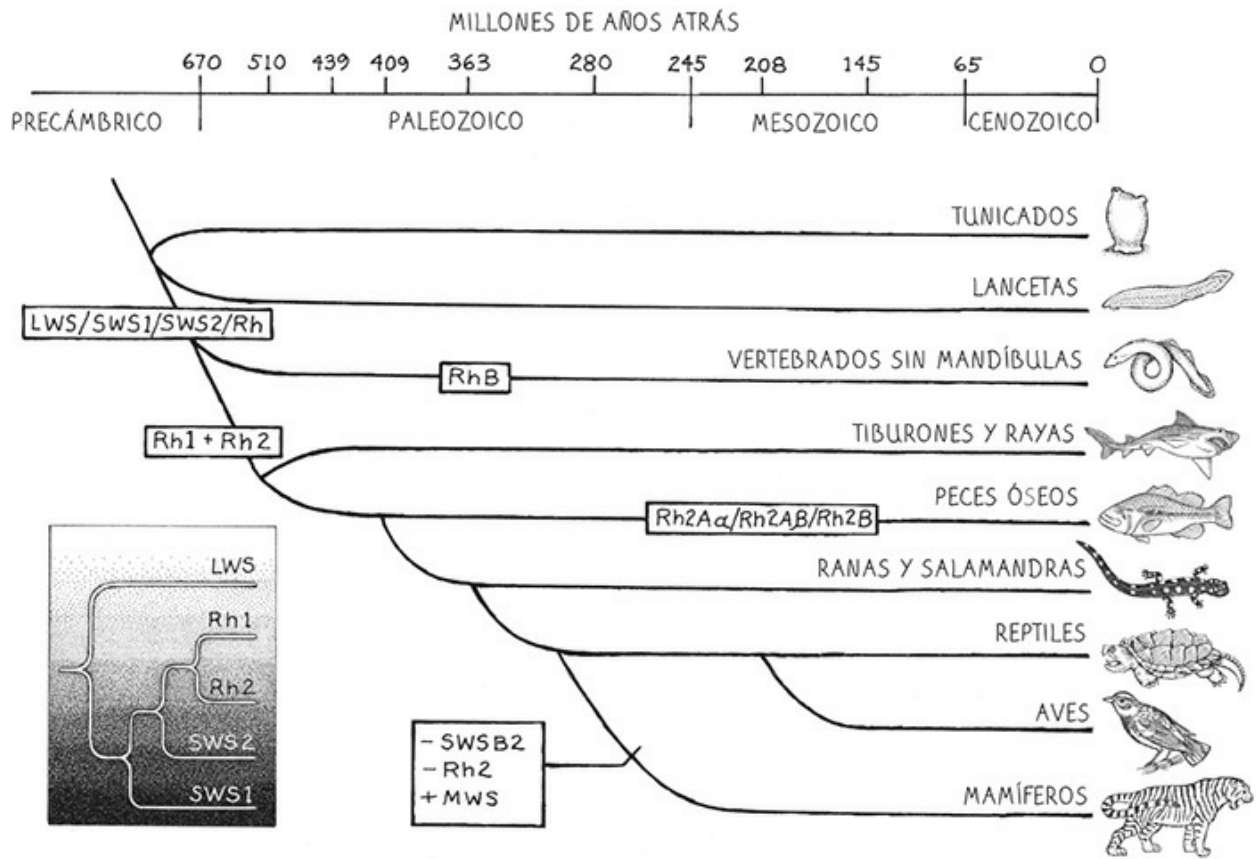 MILLONES DE AÑOS ATRÁS
670 510 439 409 363 280 245 208 145 65 0
PRECÁMBRICO PALEOZOICO MESOZOICO CENOZOICO
TUNICADOS
LANCETAS
LWS/SWS1/SWS2/Rh
VERTEBRADOS SIN MANDÍBULAS
RhB
Rh1 + Rh2
TIBURONES Y RAYAS
PECES ÓSEOS
Rh2Aα/Rh2Aβ/Rh2B
RANAS Y SALAMANDRAS
REPTILES
AVES
MAMÍFEROS
LWS
Rh1
Rh2
SWS2
SWS1
- SWSB2
- Rh2
+ MWS